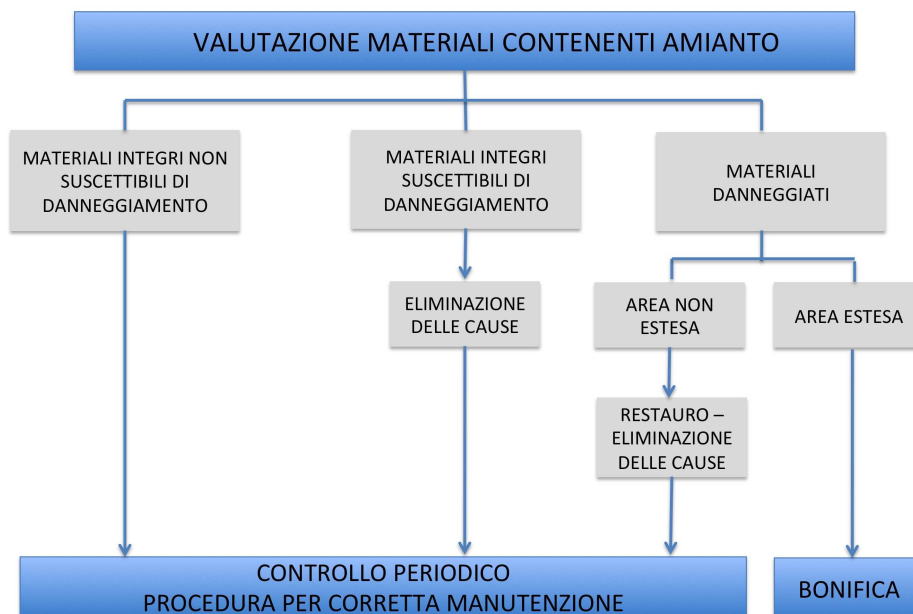 VALUTAZIONE MATERIALI CONTENENTI AMIANTO
MATERIALI INTEGRI NON
SUSCETTIBILI DI
DANNEGGIAMENTO
MATERIALI INTEGRI
SUSCETTIBILI DI
DANNEGGIAMENTO
MATERIALI
DANNEGGIATI
ELIMINAZIONE
DELLE CAUSE
AREA NON
ESTESA
AREA ESTESA
RESTAURO –
ELIMINAZIONE
DELLE CAUSE
CONTROLLO PERIODICO
PROCEDURA PER CORRETTA MANUTENZIONE
BONIFICA